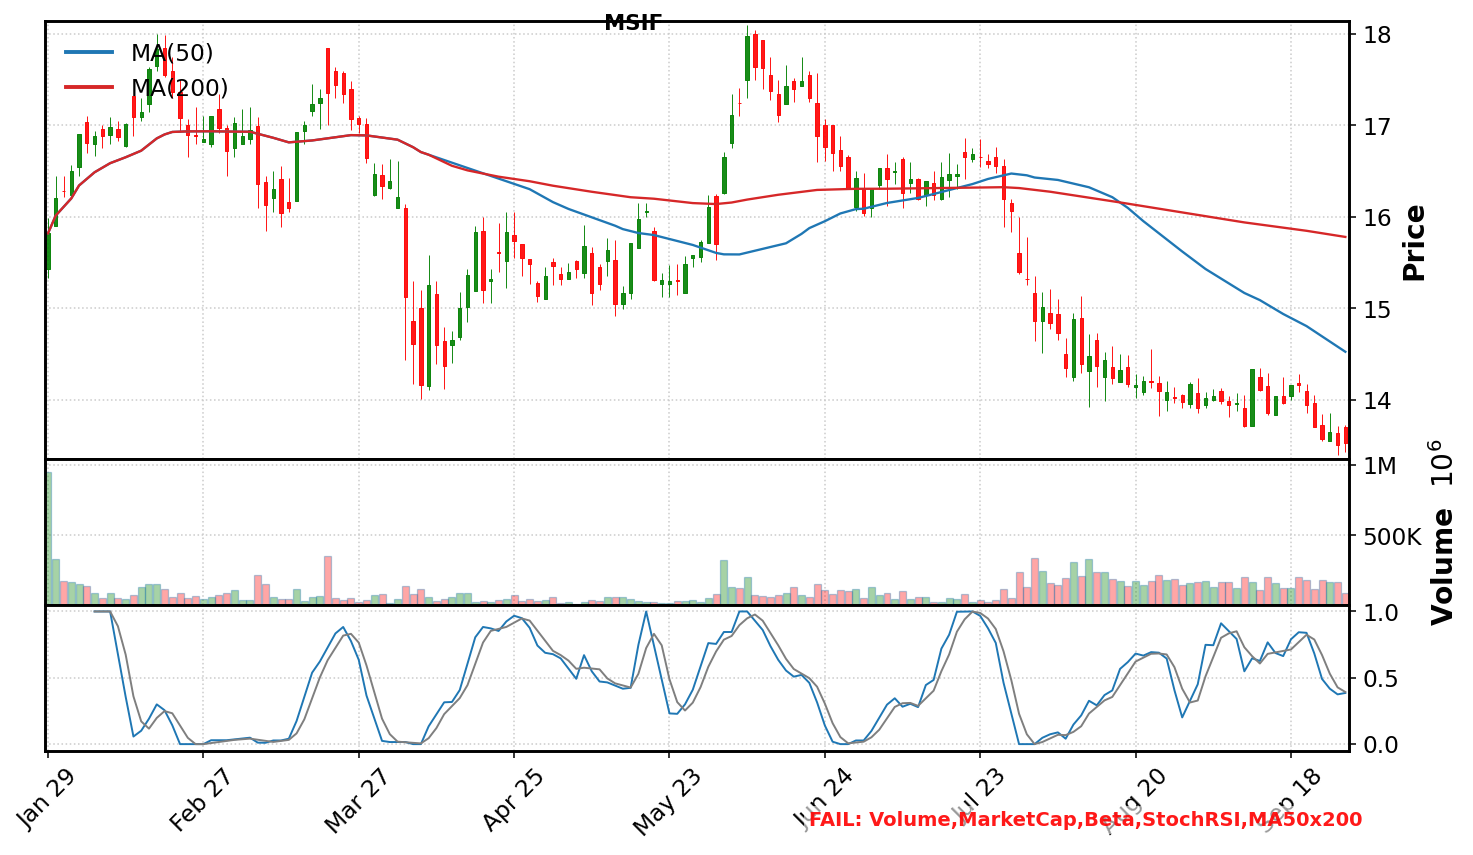 MSIF
MA(50)
MA(200)
18
17
16
15
14
Price
1M
500K
Volume 10^6
1.0
0.5
0.0
Jan 29
Feb 27
Mar 27
Apr 25
May 23
Jun 24
Jul 23
Aug 20
Sep 18
FAIL: Volume,MarketCap,Beta,StochRSI,MA50x200